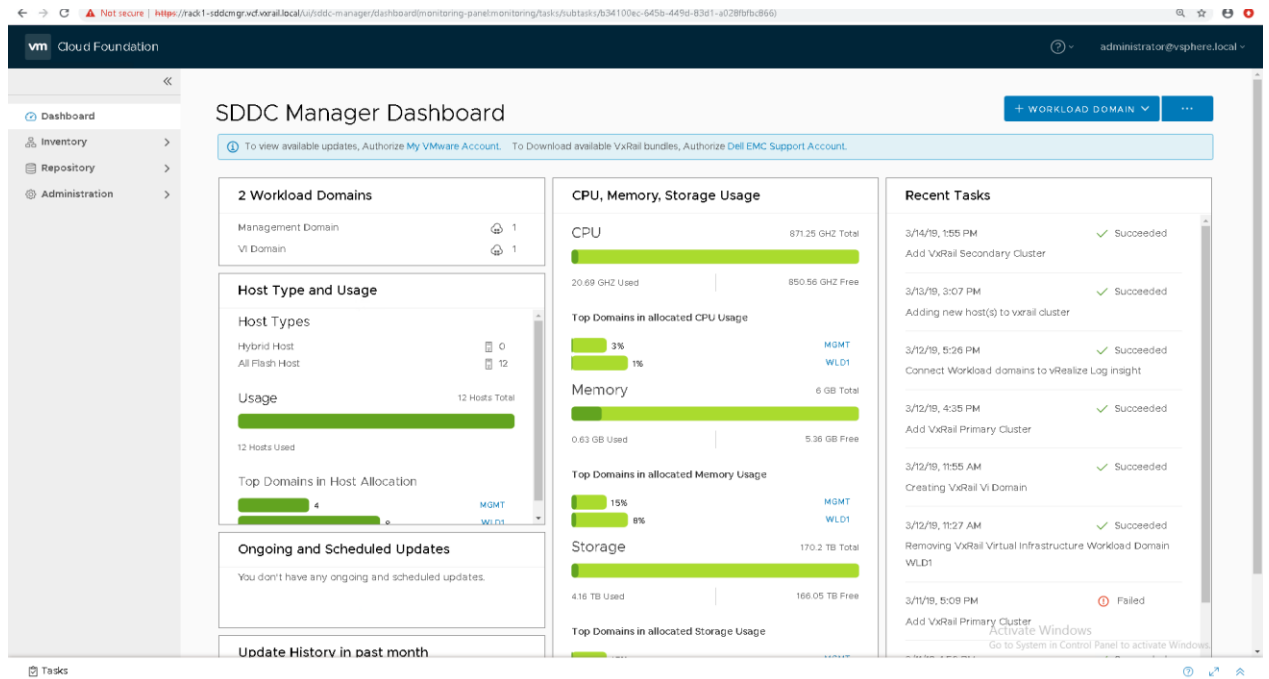 Not secure | https://rack1-sddcmgr.vcf.vxrail.local/ui/sddc-manager/dashboard(monitoring-panel:monitoring/tasks/subtasks/b34100ec-645b-449d-83d1-a028fbfbc866)
vm Cloud Foundation
administrator@vsphere.local
Dashboard
Inventory
Repository
Administration
SDDC Manager Dashboard
+ WORKLOAD DOMAIN
...
To view available updates, Authorize My VMware Account. To Download available VxRail bundles, Authorize Dell EMC Support Account.
2 Workload Domains
Management Domain 1
VI Domain 1
Host Type and Usage
Host Types
Hybrid Host 0
All Flash Host 12
Usage 12 Hosts Total
12 Hosts Used
Top Domains in Host Allocation
4 MGMT
WLD1
Ongoing and Scheduled Updates
You don't have any ongoing and scheduled updates.
Update History in past month
CPU, Memory, Storage Usage
CPU 871.25 GHZ Total
20.69 GHZ Used 850.56 GHZ Free
Top Domains in allocated CPU Usage
3% MGMT
1% WLD1
Memory 6 GB Total
0.63 GB Used 5.36 GB Free
Top Domains in allocated Memory Usage
15% MGMT
8% WLD1
Storage 170.2 TB Total
4.16 TB Used 166.05 TB Free
Top Domains in allocated Storage Usage
Recent Tasks
3/14/19, 1:55 PM Succeeded
Add VxRail Secondary Cluster
3/13/19, 3:07 PM Succeeded
Adding new host(s) to vxrail cluster
3/12/19, 5:26 PM Succeeded
Connect Workload domains to vRealize Log insight
3/12/19, 4:35 PM Succeeded
Add VxRail Primary Cluster
3/12/19, 11:55 AM Succeeded
Creating VxRail Vi Domain
3/12/19, 11:27 AM Succeeded
Removing VxRail Virtual Infrastructure Workload Domain
WLD1
3/11/19, 5:09 PM Failed
Add VxRail Primary Cluster
Activate Windows
Go to System in Control Panel to activate Windows.
Tasks